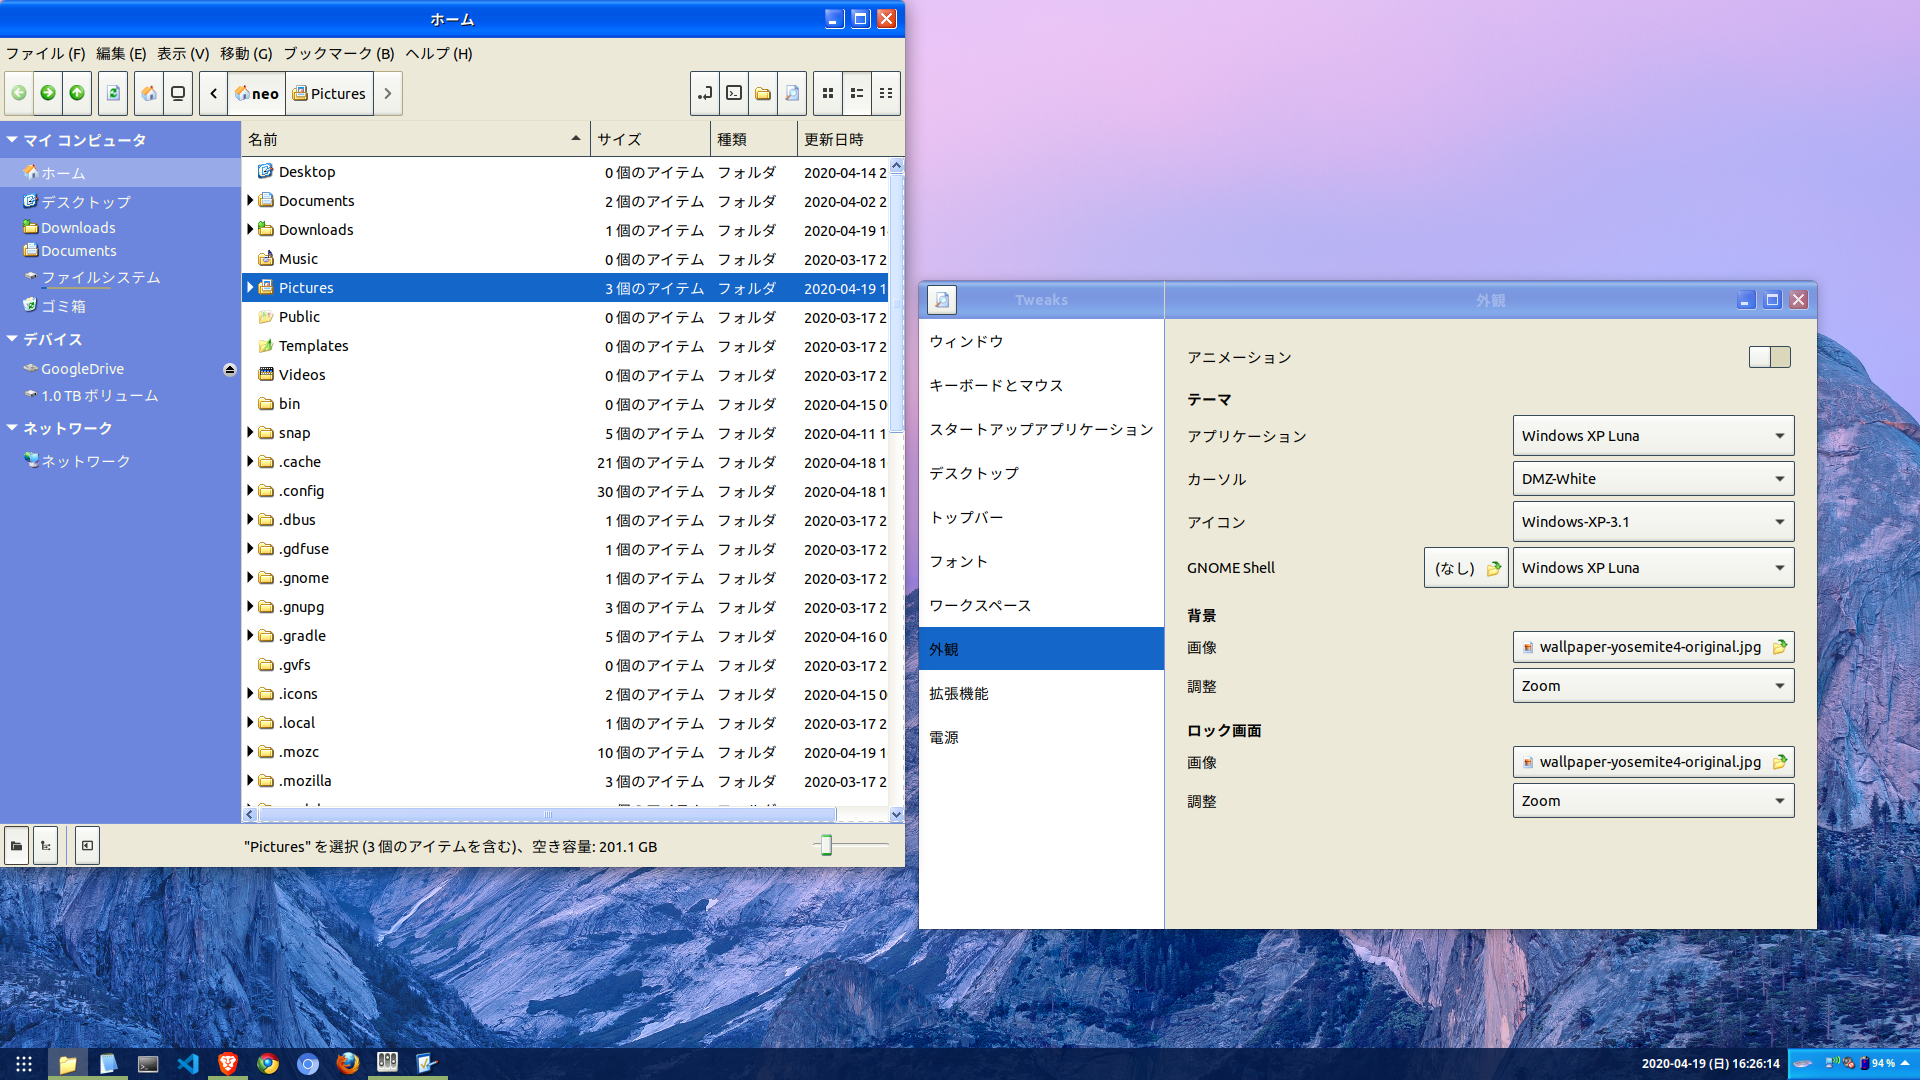 ホーム
ファイル (F) 編集 (E) 表示 (V) 移動 (G) ブックマーク (B) ヘルプ (H)
neo Pictures
マイ コンピュータ
ホーム
デスクトップ
Downloads
Documents
ファイルシステム
ゴミ箱
デバイス
GoogleDrive
1.0 TB ボリューム
ネットワーク
ネットワーク
名前 サイズ 種類 更新日時
Desktop 0 個のアイテム フォルダ 2020-04-14 2
Documents 2 個のアイテム フォルダ 2020-04-02 2
Downloads 1 個のアイテム フォルダ 2020-04-19 1
Music 0 個のアイテム フォルダ 2020-03-17 2
Pictures 3 個のアイテム フォルダ 2020-04-19 1
Public 0 個のアイテム フォルダ 2020-03-17 2
Templates 0 個のアイテム フォルダ 2020-03-17 2
Videos 0 個のアイテム フォルダ 2020-03-17 2
bin 0 個のアイテム フォルダ 2020-04-15 0
snap 5 個のアイテム フォルダ 2020-04-11 1
.cache 21 個のアイテム フォルダ 2020-04-18 1
.config 30 個のアイテム フォルダ 2020-04-18 1
.dbus 1 個のアイテム フォルダ 2020-03-17 2
.gdfuse 1 個のアイテム フォルダ 2020-03-17 2
.gnome 1 個のアイテム フォルダ 2020-03-17 2
.gnupg 3 個のアイテム フォルダ 2020-03-17 2
.gradle 5 個のアイテム フォルダ 2020-04-16 0
.gvfs 0 個のアイテム フォルダ 2020-03-17 2
.icons 2 個のアイテム フォルダ 2020-04-15 0
.local 1 個のアイテム フォルダ 2020-03-17 2
.mozc 10 個のアイテム フォルダ 2020-04-19 1
.mozilla 3 個のアイテム フォルダ 2020-03-17 2
"Pictures" を選択 (3 個のアイテムを含む)、空き容量: 201.1 GB
Tweaks 外観
ウィンドウ
キーボードとマウス
スタートアップアプリケーション
デスクトップ
トップバー
フォント
ワークスペース
外観
拡張機能
電源
アニメーション
テーマ
アプリケーション Windows XP Luna
カーソル DMZ-White
アイコン Windows-XP-3.1
GNOME Shell (なし) Windows XP Luna
背景
画像 wallpaper-yosemite4-original.jpg
調整 Zoom
ロック画面
画像 wallpaper-yosemite4-original.jpg
調整 Zoom
2020-04-19 (日) 16:26:14 94 %